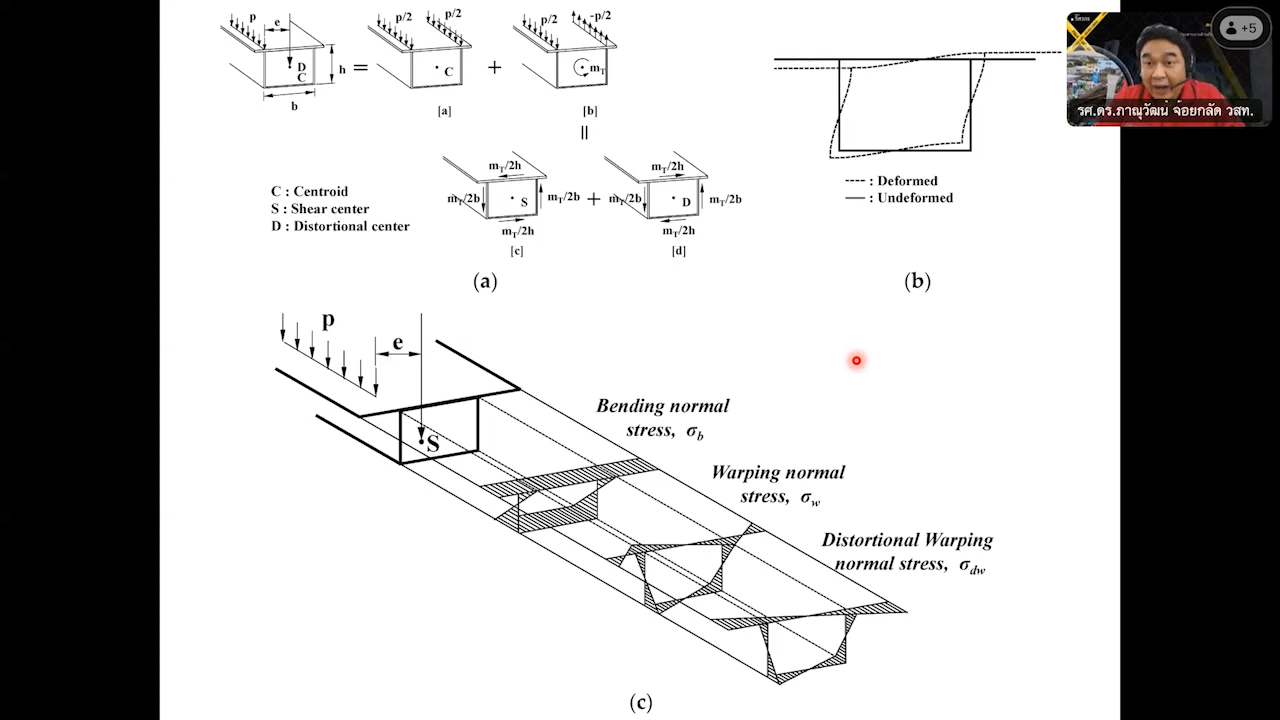 p
e
D
C
h
b
=
p/2
p/2
C
[a]
+
p/2
-p/2
m_T
[b]
=
m_T/2h
m_T/2b
m_T/2b
S
m_T/2h
[c]
+
m_T/2h
m_T/2b
m_T/2b
D
m_T/2h
[d]
C : Centroid
S : Shear center
D : Distortional center
(a)
----: Deformed
—: Undeformed
(b)
p
e
S
Bending normal
stress, σ_b
Warping normal
stress, σ_w
Distortional Warping
normal stress, σ_dw
(c)
+5
รศ.ดร.ภาณุวัฒน์ จ้อยกลัด วสท.